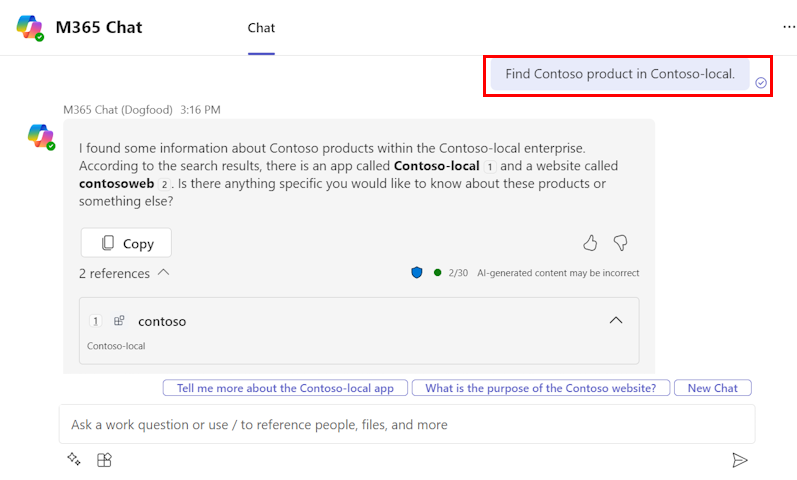 M365 Chat
Chat
Find Contoso product in Contoso-local.
M365 Chat (Dogfood) 3:16 PM
I found some information about Contoso products within the Contoso-local enterprise.
According to the search results, there is an app called Contoso-local 1 and a website called
contosoweb 2. Is there anything specific you would like to know about these products or
something else?
Copy
2 references
2/30 AI-generated content may be incorrect
1 contoso
Contoso-local
Tell me more about the Contoso-local app What is the purpose of the Contoso website? New Chat
Ask a work question or use / to reference people, files, and more